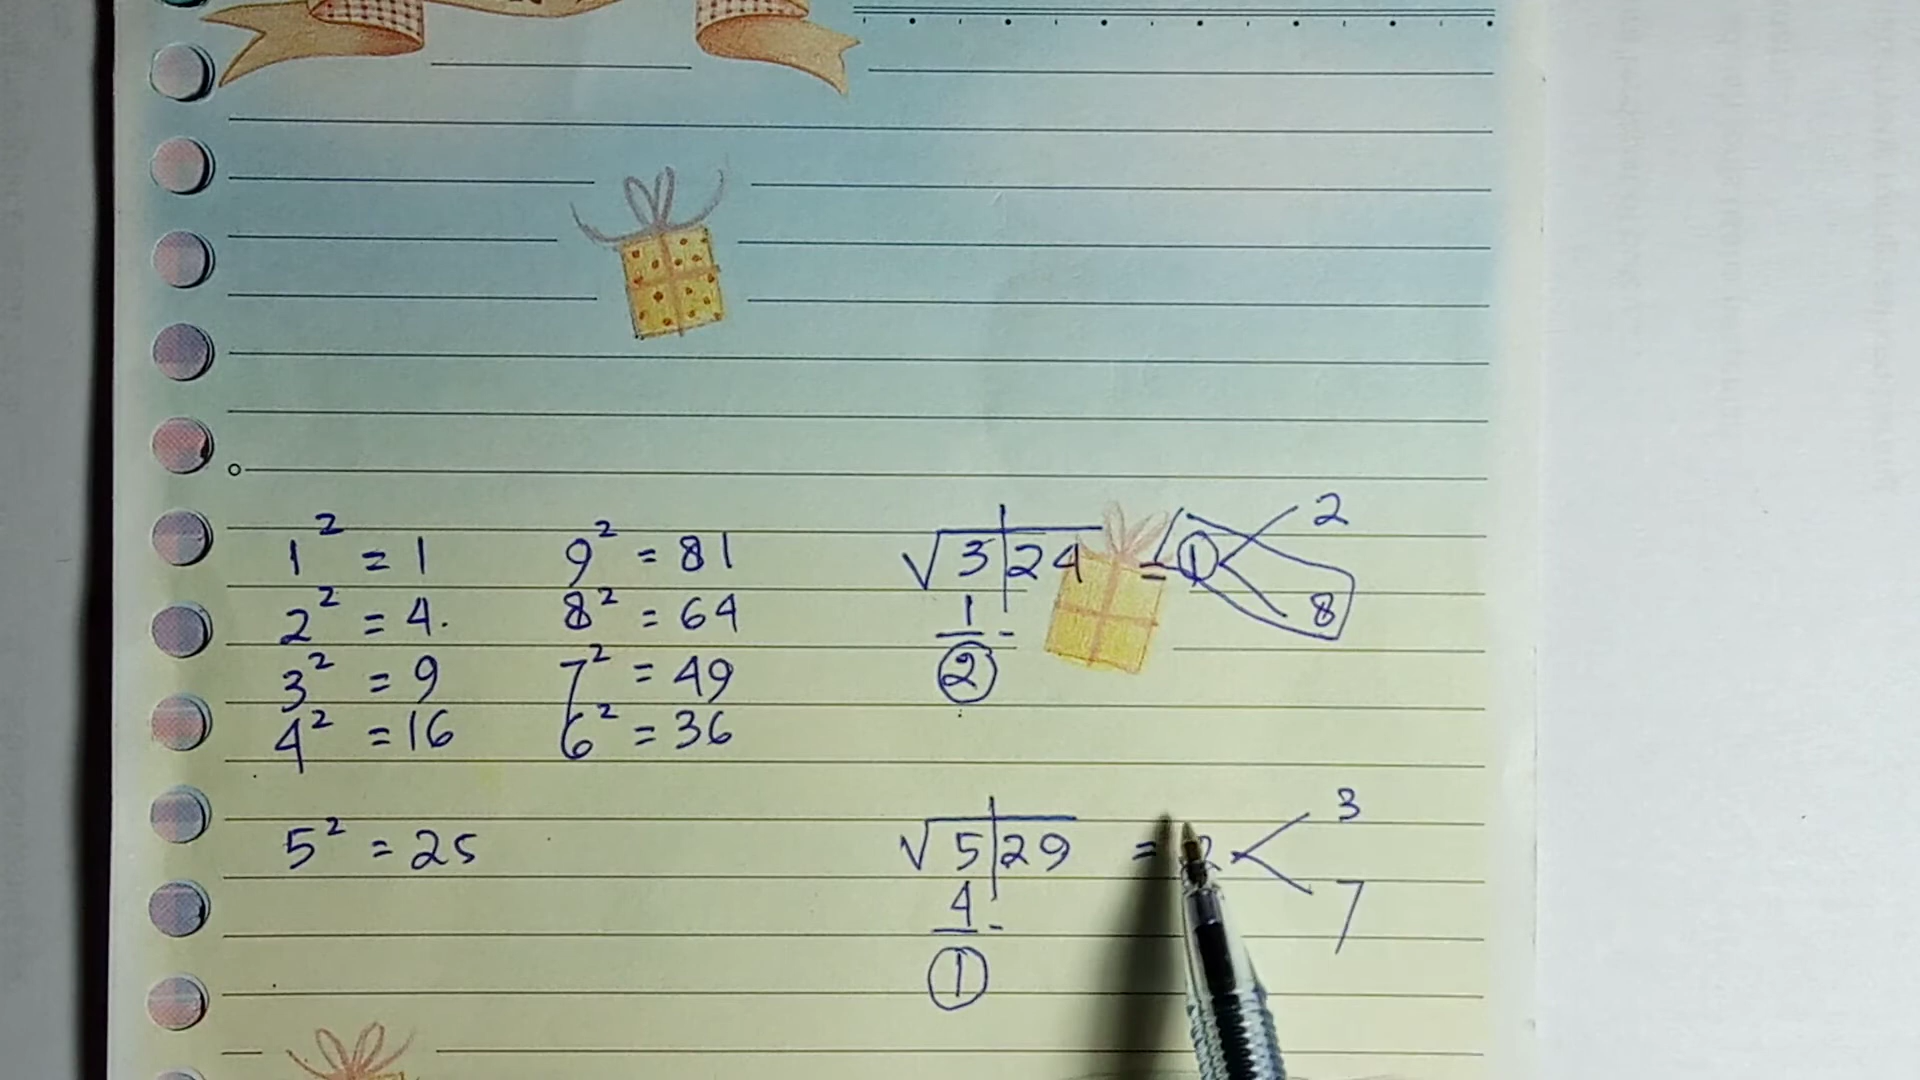 1² = 1
2² = 4.
3² = 9
4² = 16
5² = 25
9² = 81
8² = 64
7² = 49
6² = 36
√3|24 = 1 < 2
8
1 -
2
√5|29 = 2 < 3
7
4 -
1